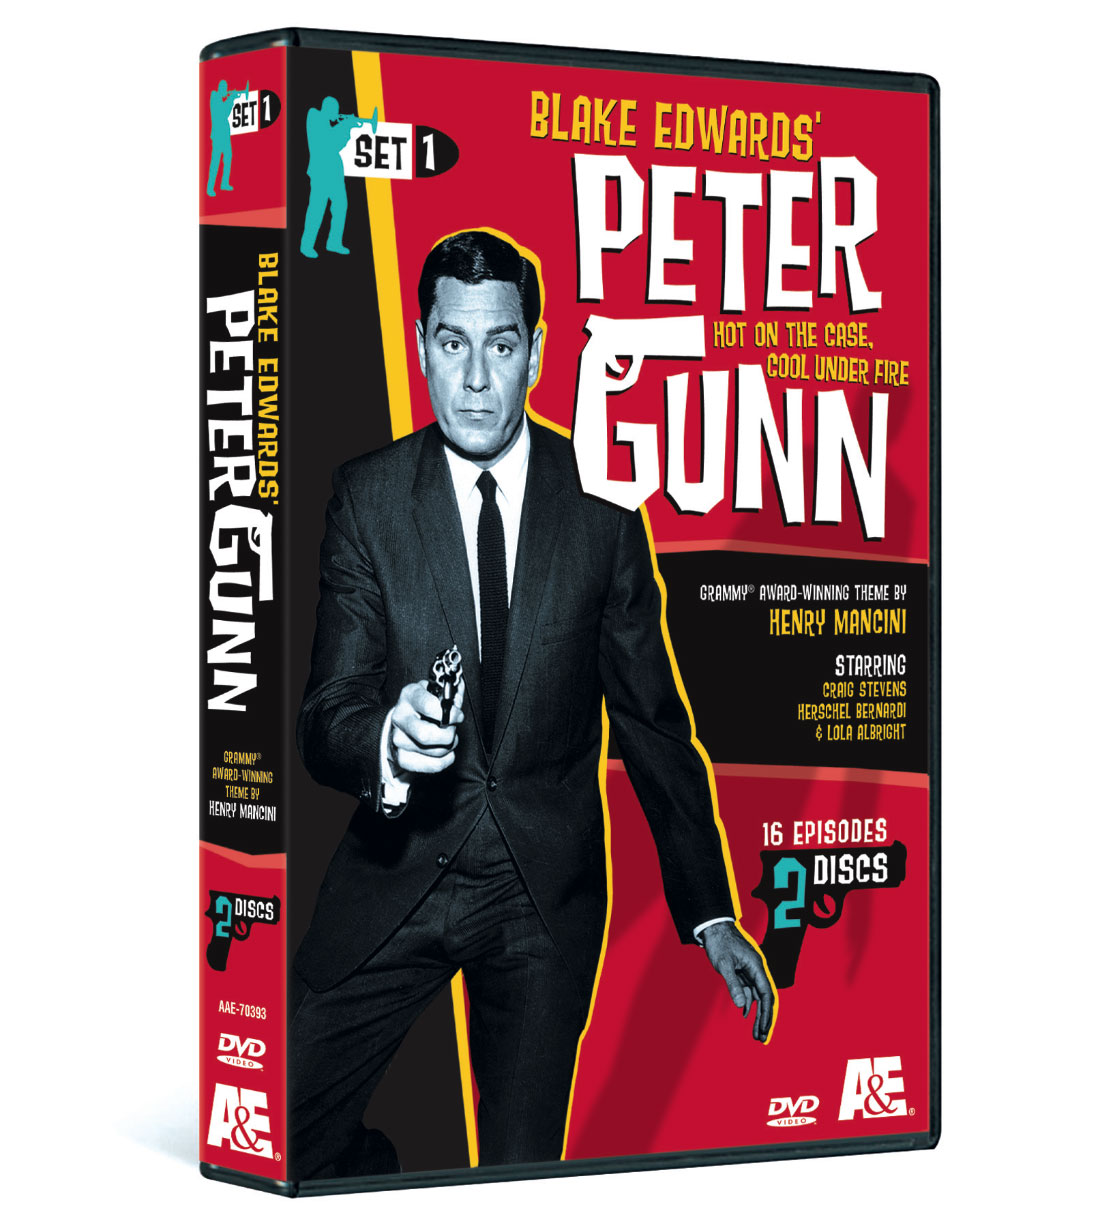 SET 1
BLAKE EDWARDS'
PETER GUNN
GRAMMY®
AWARD-WINNING
THEME BY
HENRY MANCINI
2 DISCS
AAE-70393
DVD
VIDEO
A&E®
SET 1
BLAKE EDWARDS'
PETER
HOT ON THE CASE,
COOL UNDER FIRE
GUNN
GRAMMY® AWARD-WINNING THEME BY
HENRY MANCINI
STARRING
CRAIG STEVENS
HERSCHEL BERNARDI
& LOLA ALBRIGHT
16 EPISODES
2 DISCS
DVD
VIDEO
A&E®